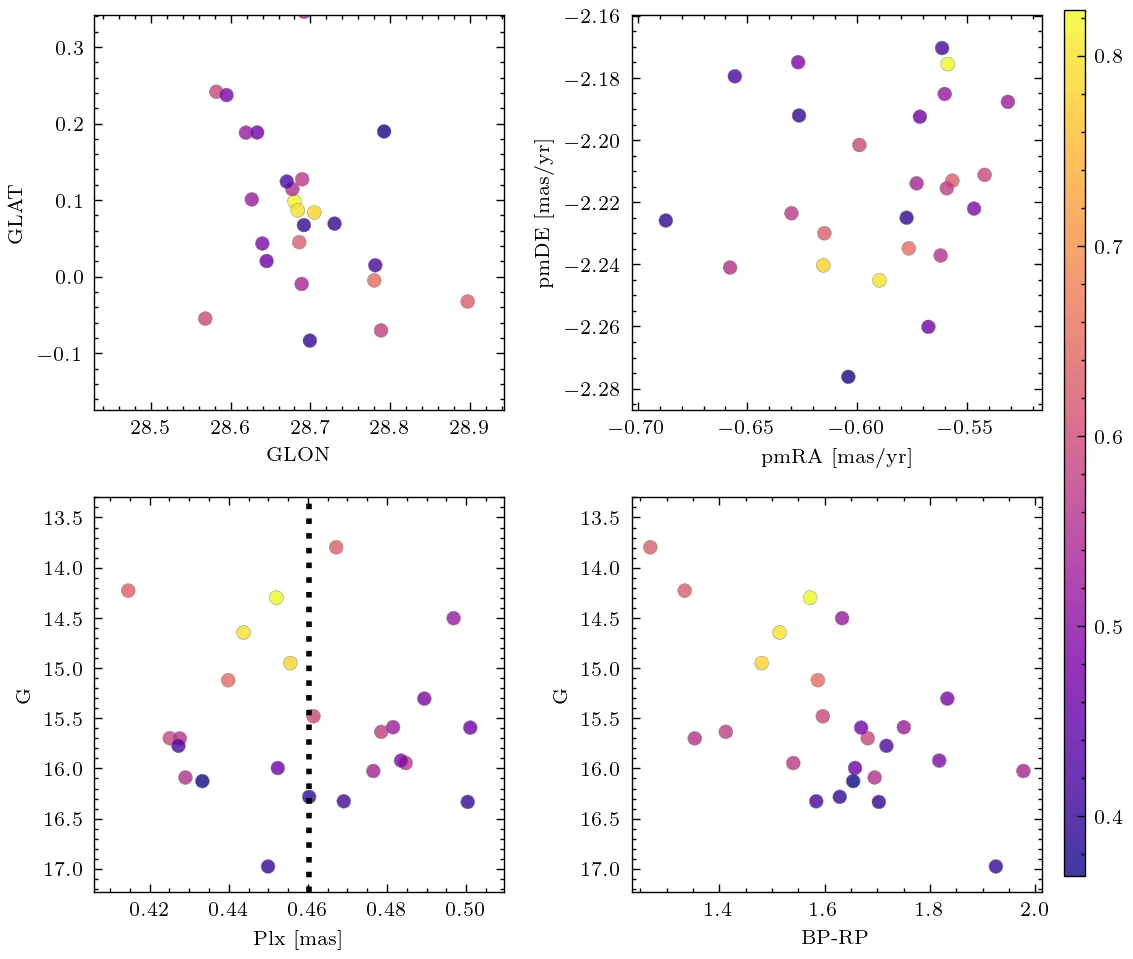 0.3
0.2
0.1
0.0
−0.1
GLAT
28.5 28.6 28.7 28.8 28.9
GLON
−2.16
−2.18
−2.20
−2.22
−2.24
−2.26
−2.28
pmDE [mas/yr]
−0.70 −0.65 −0.60 −0.55
pmRA [mas/yr]
0.8
0.7
0.6
0.5
0.4
13.5
14.0
14.5
15.0
15.5
16.0
16.5
17.0
G
0.42 0.44 0.46 0.48 0.50
Plx [mas]
13.5
14.0
14.5
15.0
15.5
16.0
16.5
17.0
G
1.4 1.6 1.8 2.0
BP-RP